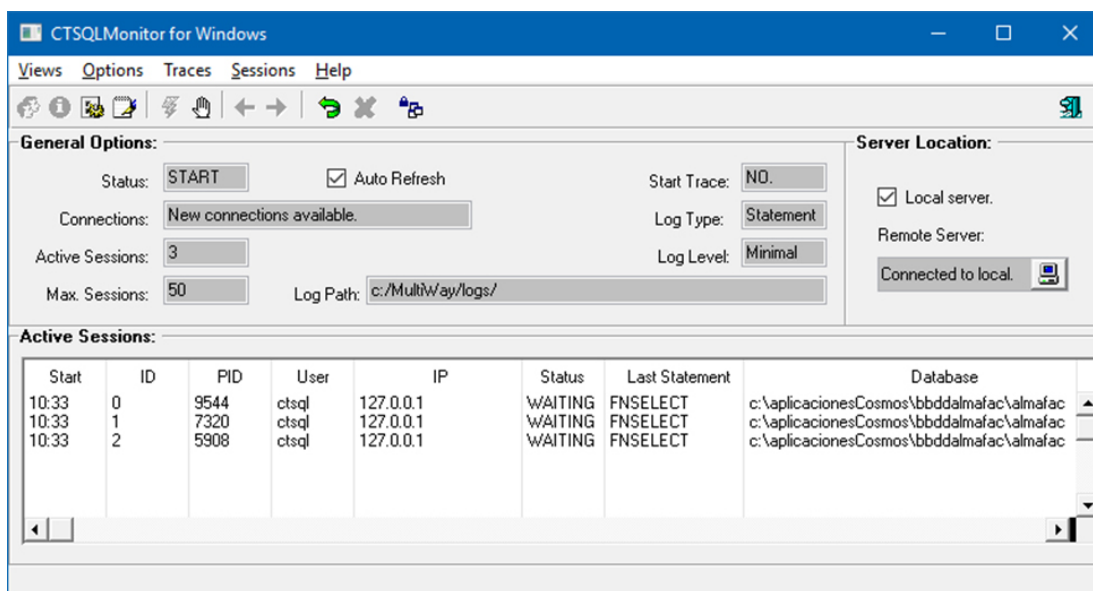 CTSQLMonitor for Windows
Views Options Traces Sessions Help
General Options:
Status: START Auto Refresh Start Trace: NO.
Connections: New connections available. Log Type: Statement
Active Sessions: 3 Log Level: Minimal
Max. Sessions: 50 Log Path: c:/MultiWay/logs/
Server Location:
Local server.
Remote Server:
Connected to local.
Active Sessions:
Start ID PID User IP Status Last Statement Database
10:33 0 9544 ctsql 127.0.0.1 WAITING FNSELECT c:\aplicacionesCosmos\bbddalmafac\almafac
10:33 1 7320 ctsql 127.0.0.1 WAITING FNSELECT c:\aplicacionesCosmos\bbddalmafac\almafac
10:33 2 5908 ctsql 127.0.0.1 WAITING FNSELECT c:\aplicacionesCosmos\bbddalmafac\almafac